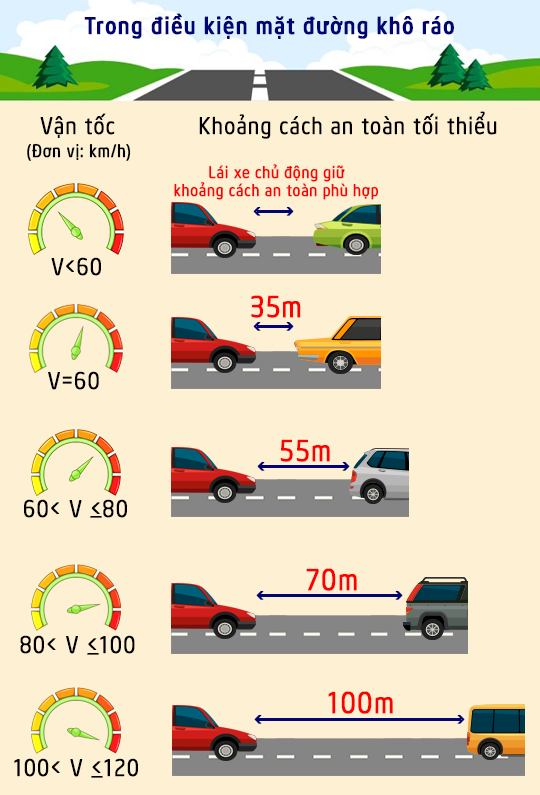 Trong điều kiện mặt đường khô ráo
Vận tốc
(Đơn vị: km/h)
Khoảng cách an toàn tối thiểu
Lái xe chủ động giữ
khoảng cách an toàn phù hợp
V<60
35m
V=60
55m
60< V ≤80
70m
80< V ≤100
100m
100< V ≤120